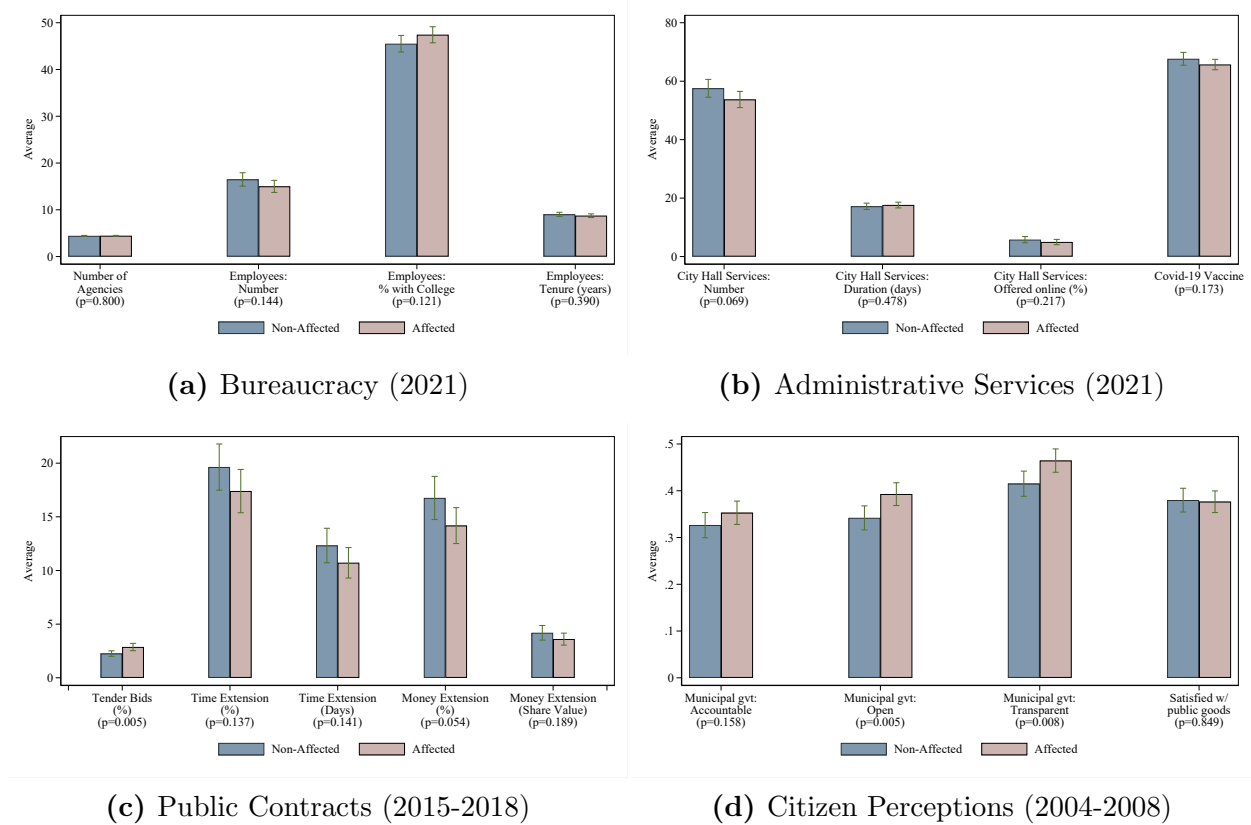 50
40
30
20
10
0
Average
Number of
Agencies
(p=0.800)
Employees:
Number
(p=0.144)
Employees:
% with College
(p=0.121)
Employees:
Tenure (years)
(p=0.390)
Non-Affected
Affected
(a) Bureaucracy (2021)
80
60
40
20
0
Average
City Hall Services:
Number
(p=0.069)
City Hall Services:
Duration (days)
(p=0.478)
City Hall Services:
Offered online (%)
(p=0.217)
Covid-19 Vaccine
(p=0.173)
Non-Affected
Affected
(b) Administrative Services (2021)
20
15
10
5
0
Average
Tender Bids
(%)
(p=0.005)
Time Extension
(%)
(p=0.137)
Time Extension
(Days)
(p=0.141)
Money Extension
(%)
(p=0.054)
Money Extension
(Share Value)
(p=0.189)
Non-Affected
Affected
(c) Public Contracts (2015-2018)
.5
.4
.3
.2
.1
0
Average
Municipal gvt:
Accountable
(p=0.158)
Municipal gvt:
Open
(p=0.005)
Municipal gvt:
Transparent
(p=0.008)
Satisfied w/
public goods
(p=0.849)
Non-Affected
Affected
(d) Citizen Perceptions (2004-2008)